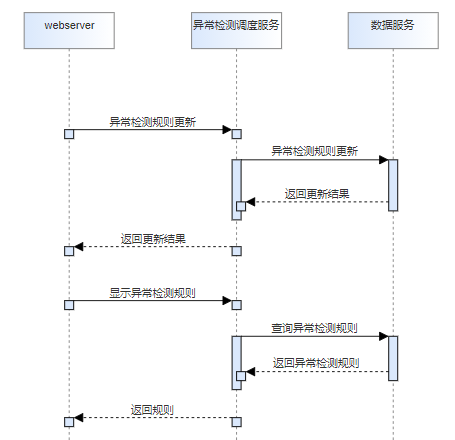 webserver
异常检测调度服务
数据服务
异常检测规则更新
异常检测规则更新
返回更新结果
返回更新结果
显示异常检测规则
查询异常检测规则
返回异常检测规则
返回规则